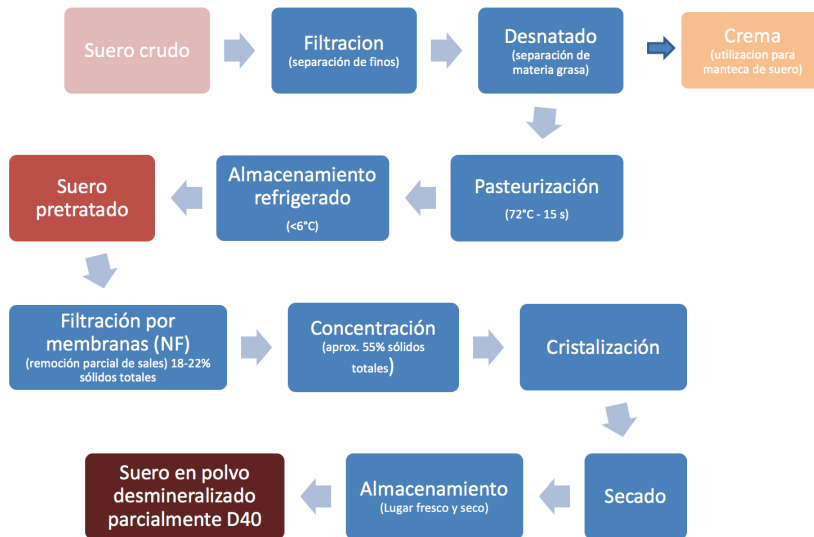 Suero crudo
Filtracion
(separación de finos)
Desnatado
(separación de
materia grasa)
Crema
(utilizacion para
manteca de suero)
Suero
pretratado
Almacenamiento
refrigerado
(<6°C)
Pasteurización
(72°C - 15 s)
Filtración por
membranas (NF)
(remoción parcial de sales) 18-22%
sólidos totales
Concentración
(aprox. 55% sólidos
totales)
Cristalización
Suero en polvo
desmineralizado
parcialmente D40
Almacenamiento
(Lugar fresco y seco)
Secado